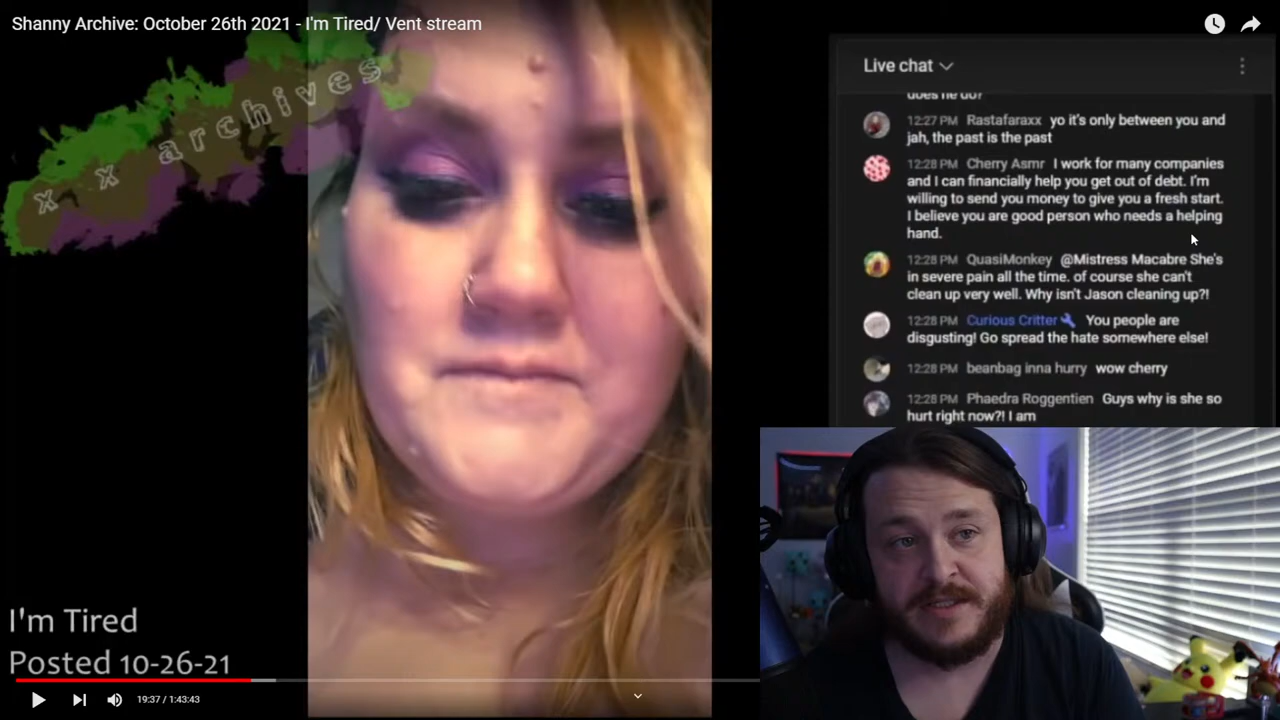 Shanny Archive: October 26th 2021 - I'm Tired/ Vent stream
x x archives
Live chat
does he do?
12:27 PM Rastafaraxx yo it's only between you and
jah, the past is the past
12:28 PM Cherry Asmr I work for many companies
and I can financially help you get out of debt. I'm
willing to send you money to give you a fresh start.
I believe you are good person who needs a helping
hand.
12:28 PM QuasiMonkey @Mistress Macabre She's
in severe pain all the time. of course she can't
clean up very well. Why isn't Jason cleaning up?!
12:28 PM Curious Critter You people are
disgusting! Go spread the hate somewhere else!
12:28 PM beanbag inna hurry wow cherry
12:28 PM Phaedra Roggentien Guys why is she so
hurt right now?! I am
I'm Tired
Posted 10-26-21
19:37 / 1:43:43